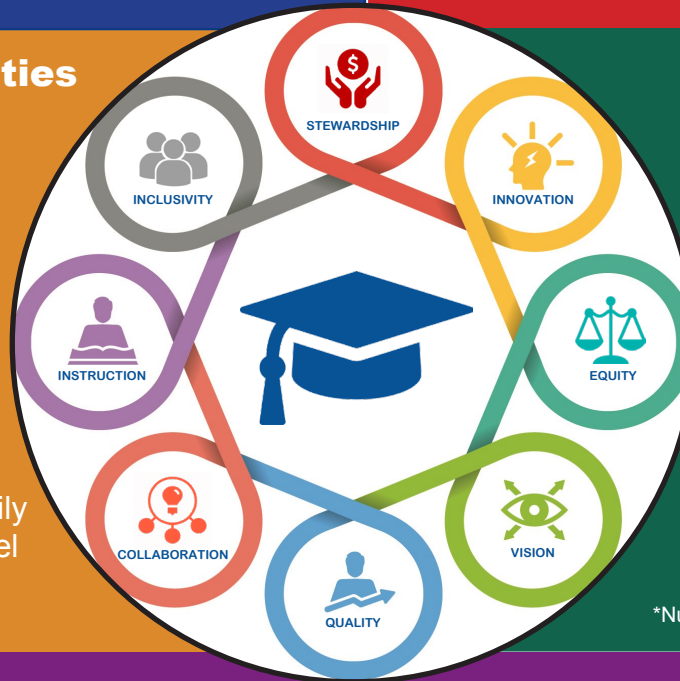 ties
$
STEWARDSHIP
INCLUSIVITY
INNOVATION
INSTRUCTION
EQUITY
ily
el
COLLABORATION
VISION
QUALITY
*Nu